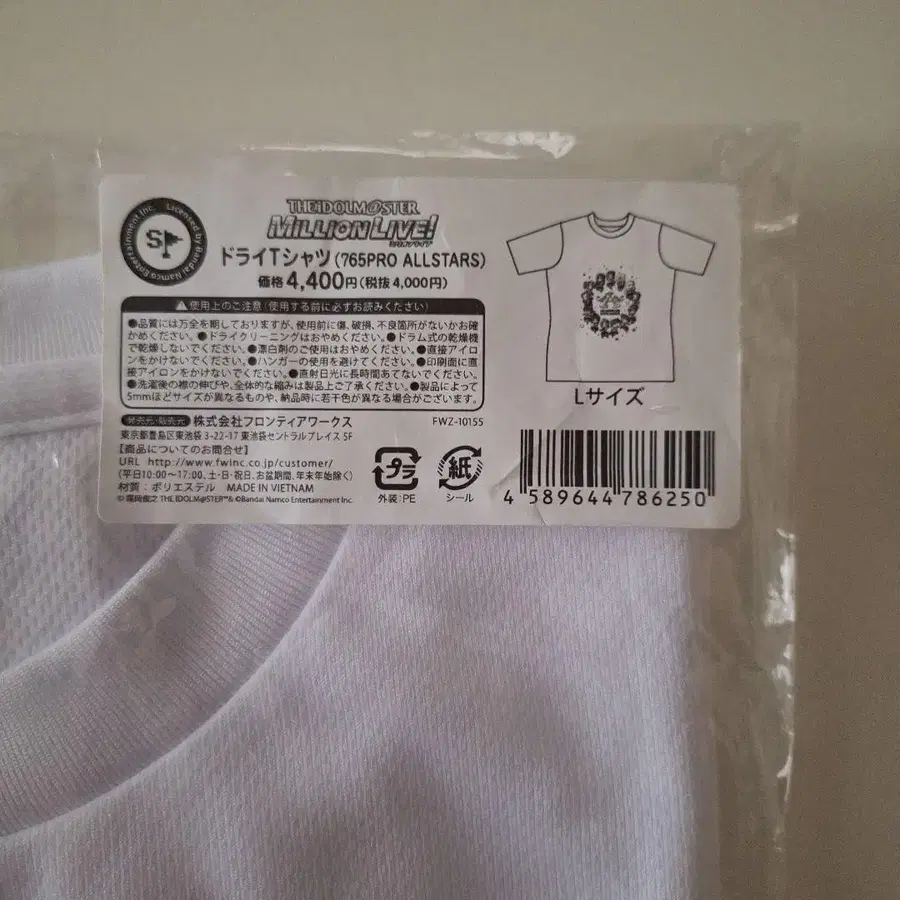 Licensed by Bandai Namco Entertainment Inc.
S
THE IDOLM@STER
MILLION LIVE!
ドライTシャツ(765PRO ALLSTARS)
価格4,400円(税抜4,000円)
使用上のご注意(使用する前に必ずお読みください)
●品質には万全を期しておりますが、使用前に傷、破損、不良箇所がないかお確
かめください。●ドライクリーニングはおやめください。●ドラム式の乾燥機
で乾燥しないでください。●漂白剤のご使用はおやめください。●直接アイロ
ンをかけないでください。●ハンガーの使用を避けてください。●印刷面に直
接アイロンをかけないでください。●直射日光に長時間あてないでください。
●洗濯後の襟の伸びや、全体的な縮みは製品上ご了承ください。●製品によって
5mmほどサイズが異なるものや、納品時に若干色が異なる場合がございます。
発売元・販売元 株式会社フロンティアワークス FWZ-10155
東京都豊島区東池袋3-22-17 東池袋セントラルプレイス 5F
【商品についてのお問合せ】
URL http://www.fwinc.co.jp/customer/
(平日10:00〜17:00、土・日・祝日、お盆期間、年末年始除く)
材質:ポリエステル MADE IN VIETNAM
©窪岡俊之 THE IDOLM@STER™& ©Bandai Namco Entertainment Inc.
プラ
外装:PE
紙
シール
Lサイズ
4 589644 786250